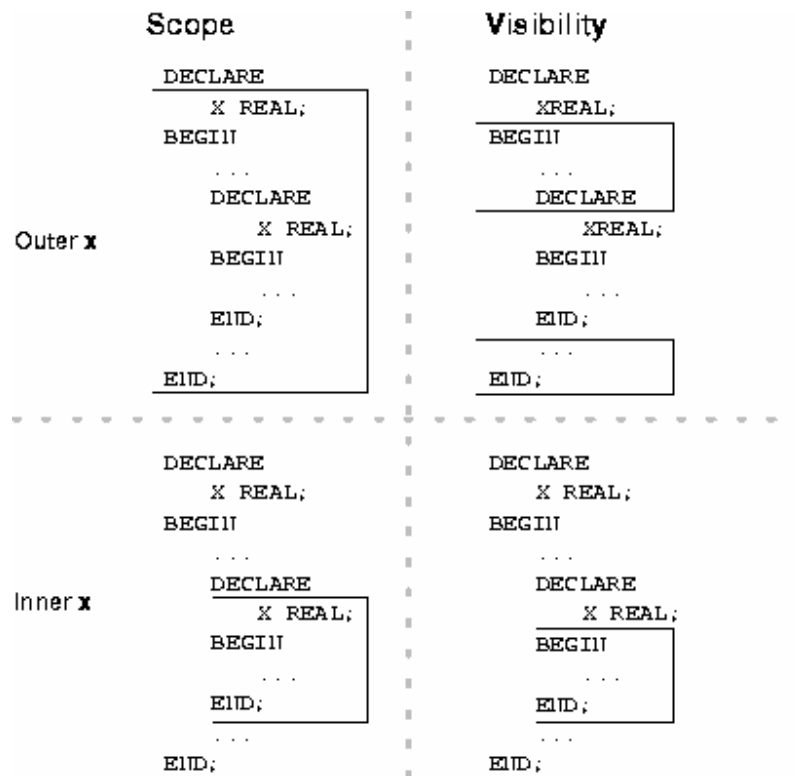 Scope
DECLARE
X REAL;
BEGIN
...
DECLARE
X REAL;
BEGIN
...
END;
...
END;
Visibility
DECLARE
XREAL;
BEGIN
...
DECLARE
XREAL;
BEGIN
...
END;
...
END;
Outer x
DECLARE
X REAL;
BEGIN
...
DECLARE
X REAL;
BEGIN
...
END;
...
END;
DECLARE
X REAL;
BEGIN
...
DECLARE
X REAL;
BEGIN
...
END;
...
END;
Inner x